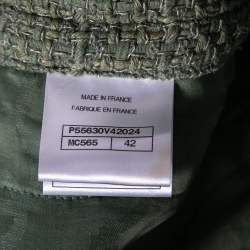 MADE IN FRANCE
FABRIQUE EN FRANCE
P55630V42024
MC565 42